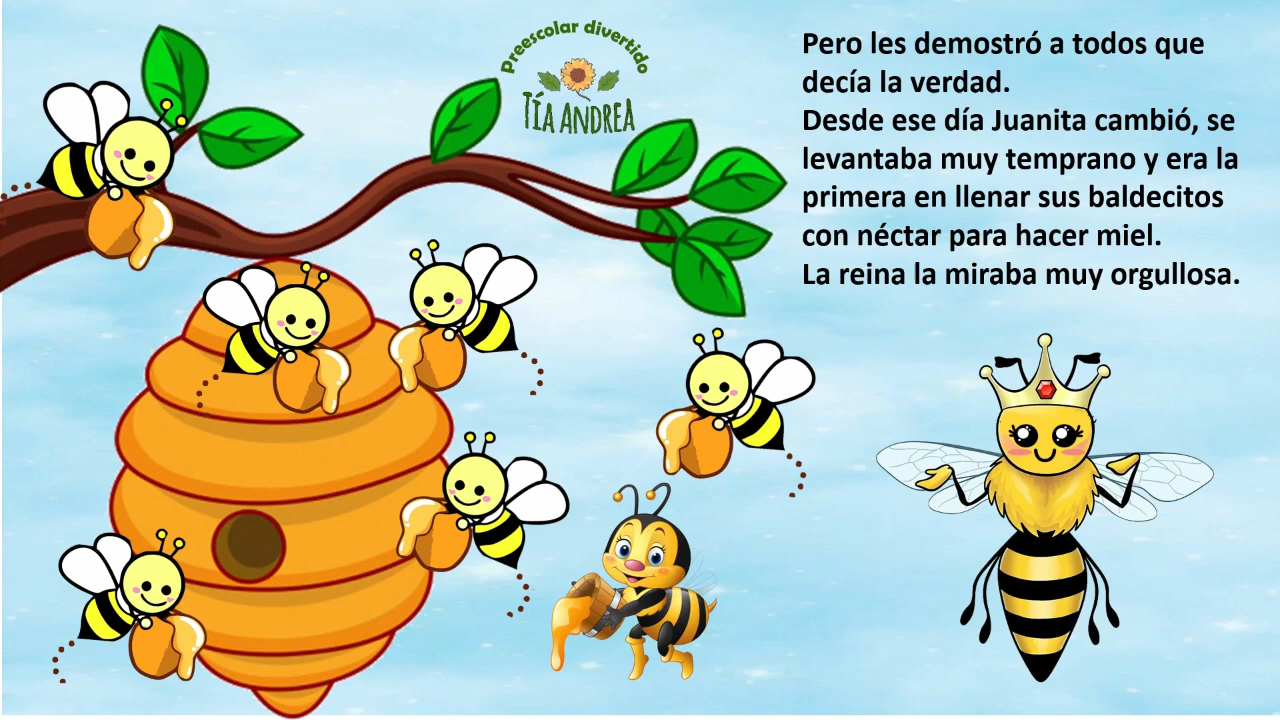 Preescolar divertido
TÍA ANDREA
Pero les demostró a todos que
decía la verdad.
Desde ese día Juanita cambió, se
levantaba muy temprano y era la
primera en llenar sus baldecitos
con néctar para hacer miel.
La reina la miraba muy orgullosa.